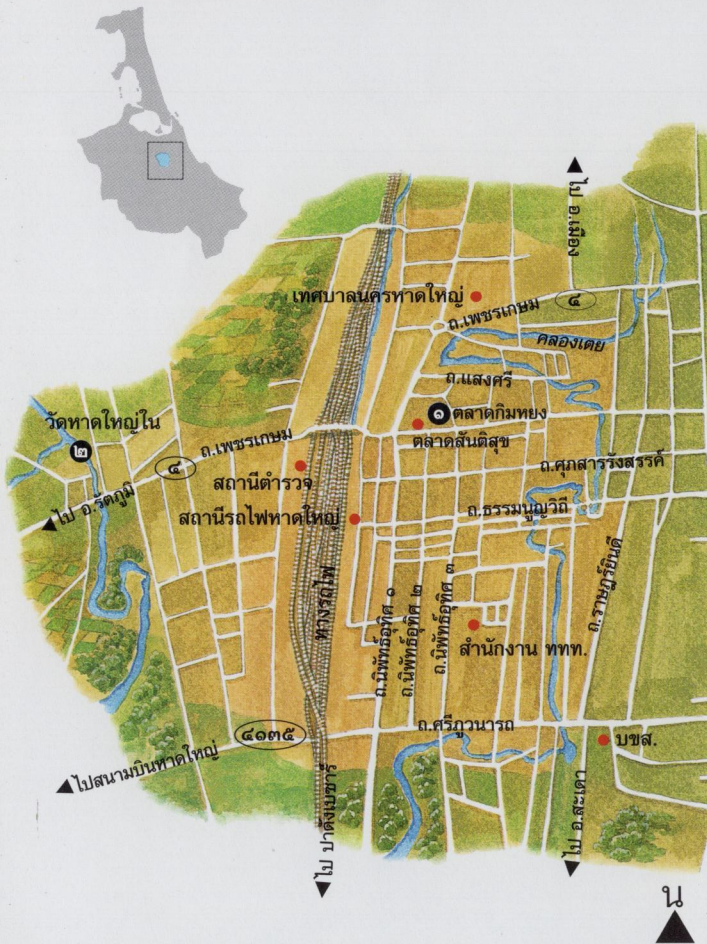 ไป อ.เมือง
เทศบาลนครหาดใหญ่
ถ.เพชรเกษม
๔
คลองเตย
ถ.แสงศรี
๑ ตลาดกิมหยง
ตลาดสันติสุข
วัดหาดใหญ่ใน
๒
ถ.เพชรเกษม
๔
ไป อ.รัตภูมิ
สถานีตำรวจ
ถ.ศุภสารรังสรรค์
ถ.ธรรมนูญวิถี
สถานีรถไฟหาดใหญ่
ทางรถไฟ
ถ.นิพัทธ์อุทิศ ๑
ถ.นิพัทธ์อุทิศ ๒
ถ.นิพัทธ์อุทิศ ๓
ถ.ราษฎร์ยินดี
สำนักงาน ททท.
ถ.ศรีภูวนารถ
๔๑๓๕
บขส.
ไปสนามบินหาดใหญ่
ไป ปาดังเบซาร์
ไป อ.สะเดา
น